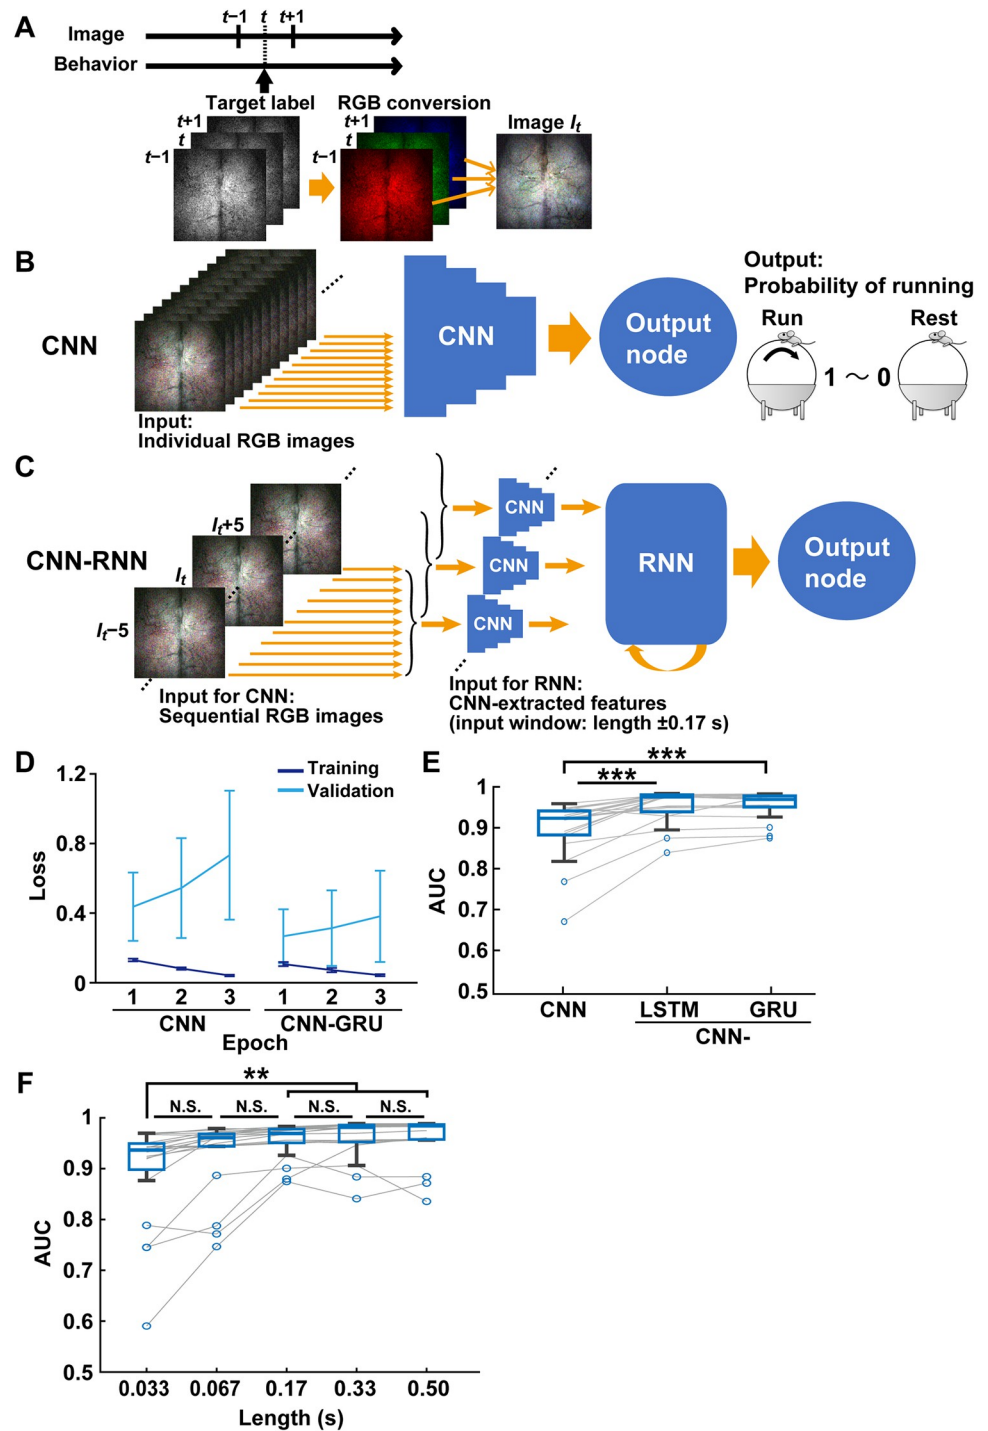 A
t−1 t t+1
Image
Behavior
Target label
RGB conversion
t+1
t
t−1
t+1
t
t−1
Image It
B
CNN
Input:
Individual RGB images
CNN
Output
node
Output:
Probability of running
Run
Rest
1 ～ 0
C
CNN-RNN
It+5
It
It−5
Input for CNN:
Sequential RGB images
CNN
CNN
CNN
Input for RNN:
CNN-extracted features
(input window: length ±0.17 s)
RNN
Output
node
D
Training
Validation
Loss
1.2
0.8
0.4
0
1 2 3 1 2 3
CNN CNN-GRU
Epoch
E
***
***
AUC
1
0.9
0.8
0.7
0.6
0.5
CNN LSTM GRU
CNN-
F
**
N.S. N.S. N.S. N.S.
AUC
1
0.9
0.8
0.7
0.6
0.5
0.033 0.067 0.17 0.33 0.50
Length (s)